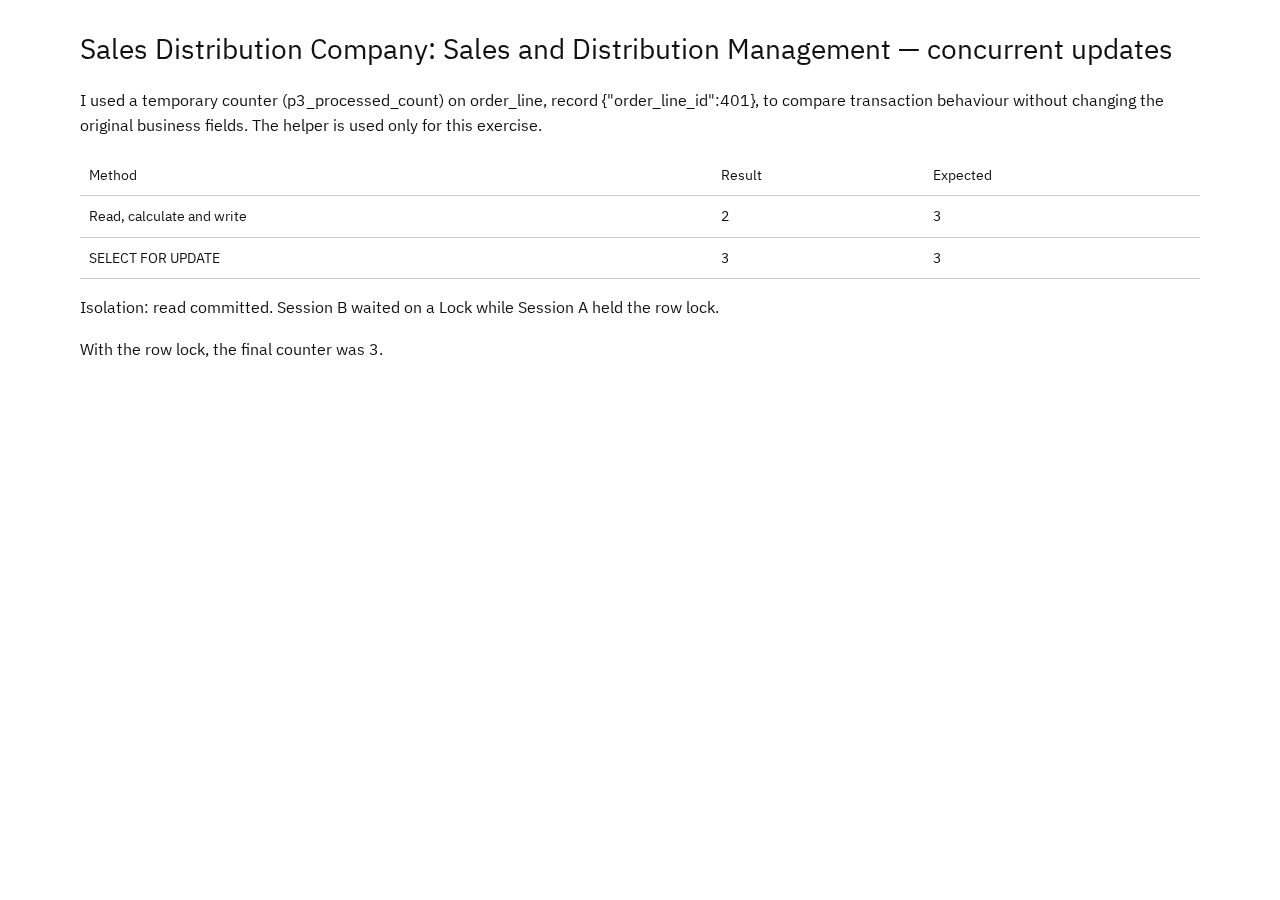 Sales Distribution Company: Sales and Distribution Management — concurrent updates
I used a temporary counter (p3_processed_count) on order_line, record {"order_line_id":401}, to compare transaction behaviour without changing the
original business fields. The helper is used only for this exercise.
Method Result Expected
Read, calculate and write 2 3
SELECT FOR UPDATE 3 3
Isolation: read committed. Session B waited on a Lock while Session A held the row lock.
With the row lock, the final counter was 3.